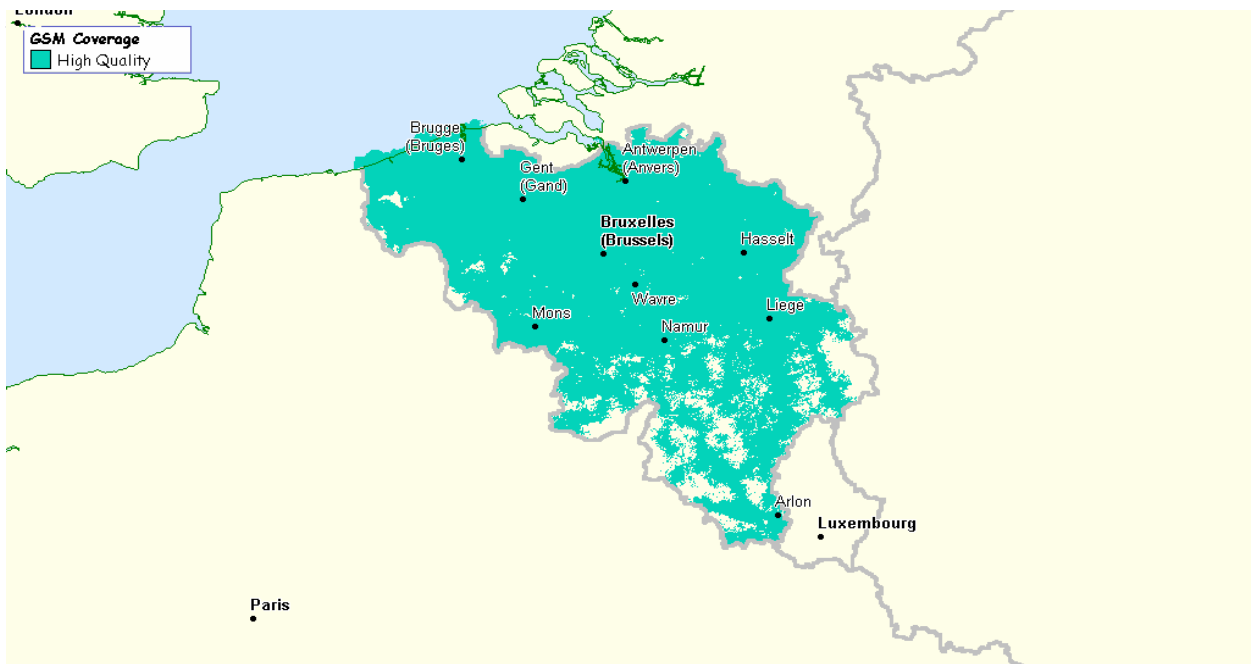 London
GSM Coverage
High Quality
Brugge
(Bruges)
Gent
(Gand)
Antwerpen
(Anvers)
Bruxelles
(Brussels)
Hasselt
Wavre
Mons
Liege
Namur
Arlon
Luxembourg
Paris